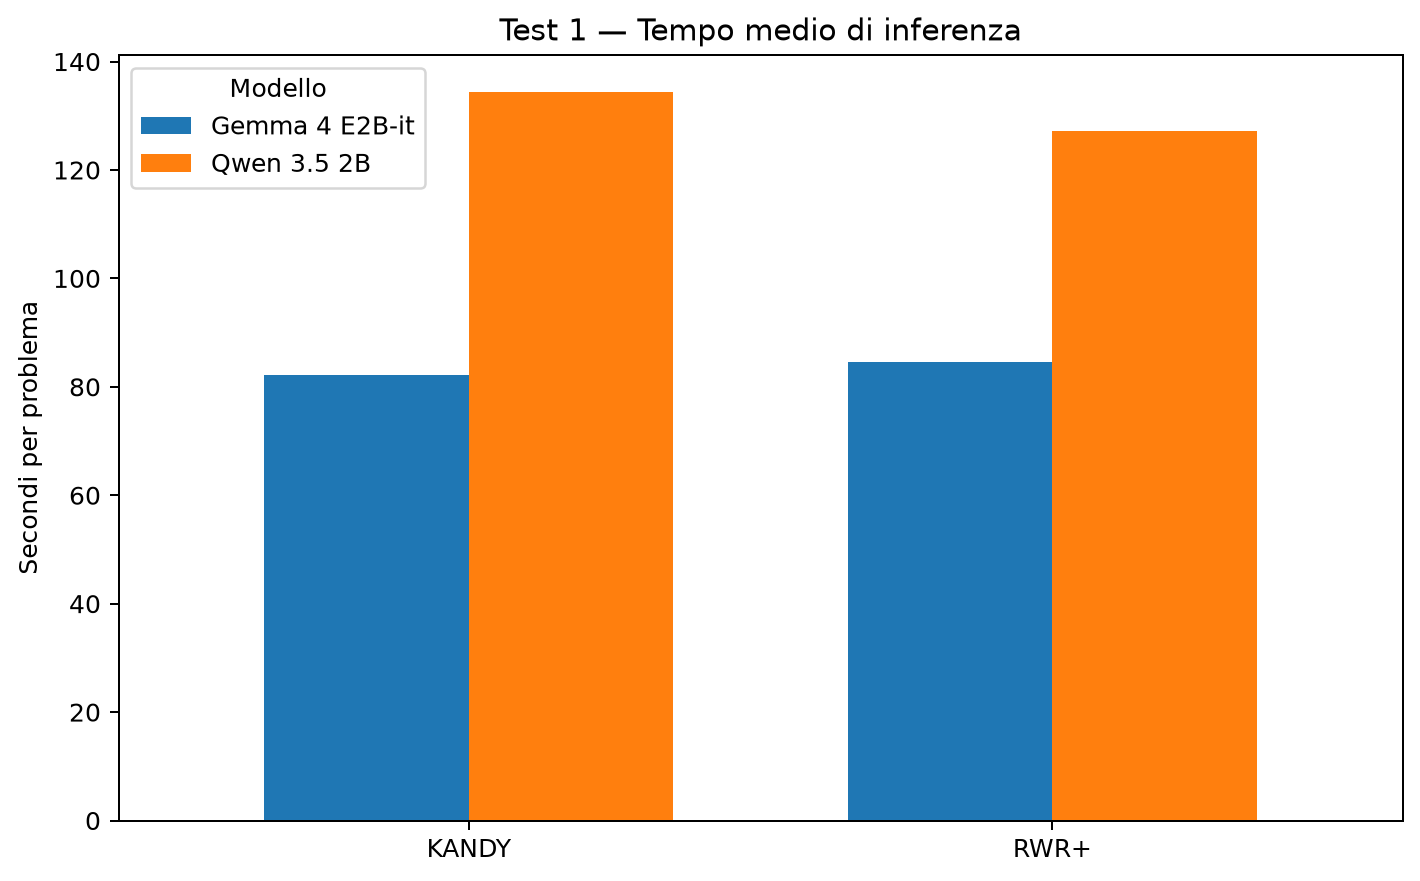 Test 1 — Tempo medio di inferenza
Modello
Gemma 4 E2B-it
Qwen 3.5 2B
Secondi per problema
140
120
100
80
60
40
20
0
KANDY
RWR+